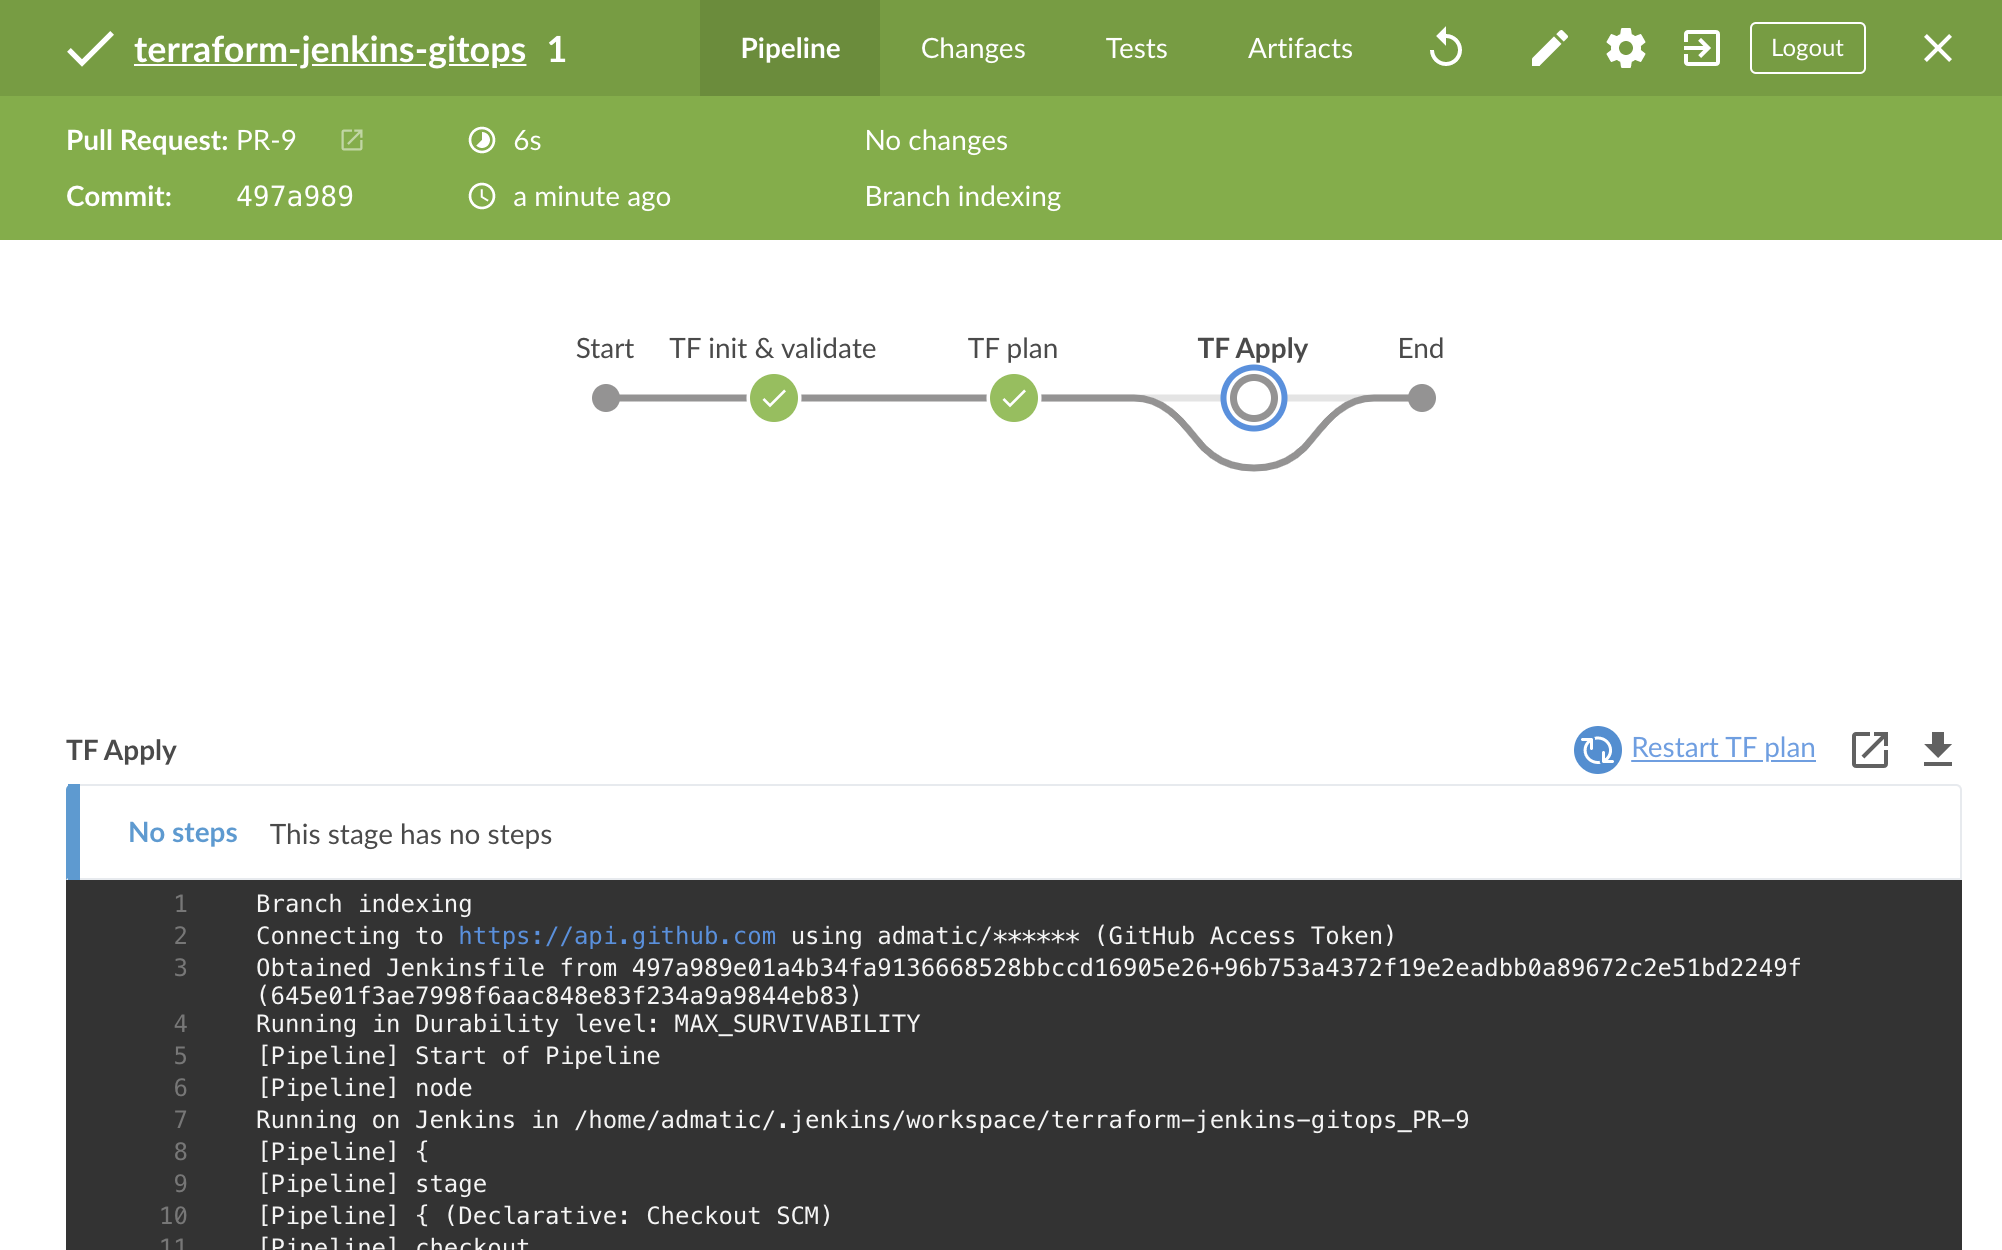 terraform-jenkins-gitops 1 Pipeline Changes Tests Artifacts Logout
Pull Request: PR-9 6s No changes
Commit: 497a989 a minute ago Branch indexing
Start TF init & validate TF plan TF Apply End
TF Apply Restart TF plan
No steps This stage has no steps
1 Branch indexing
2 Connecting to https://api.github.com using admatic/****** (GitHub Access Token)
3 Obtained Jenkinsfile from 497a989e01a4b34fa9136668528bbccd16905e26+96b753a4372f19e2eadbb0a89672c2e51bd2249f
(645e01f3ae7998f6aac848e83f234a9a9844eb83)
4 Running in Durability level: MAX_SURVIVABILITY
5 [Pipeline] Start of Pipeline
6 [Pipeline] node
7 Running on Jenkins in /home/admatic/.jenkins/workspace/terraform-jenkins-gitops_PR-9
8 [Pipeline] {
9 [Pipeline] stage
10 [Pipeline] { (Declarative: Checkout SCM)
11 [Pipeline] checkout